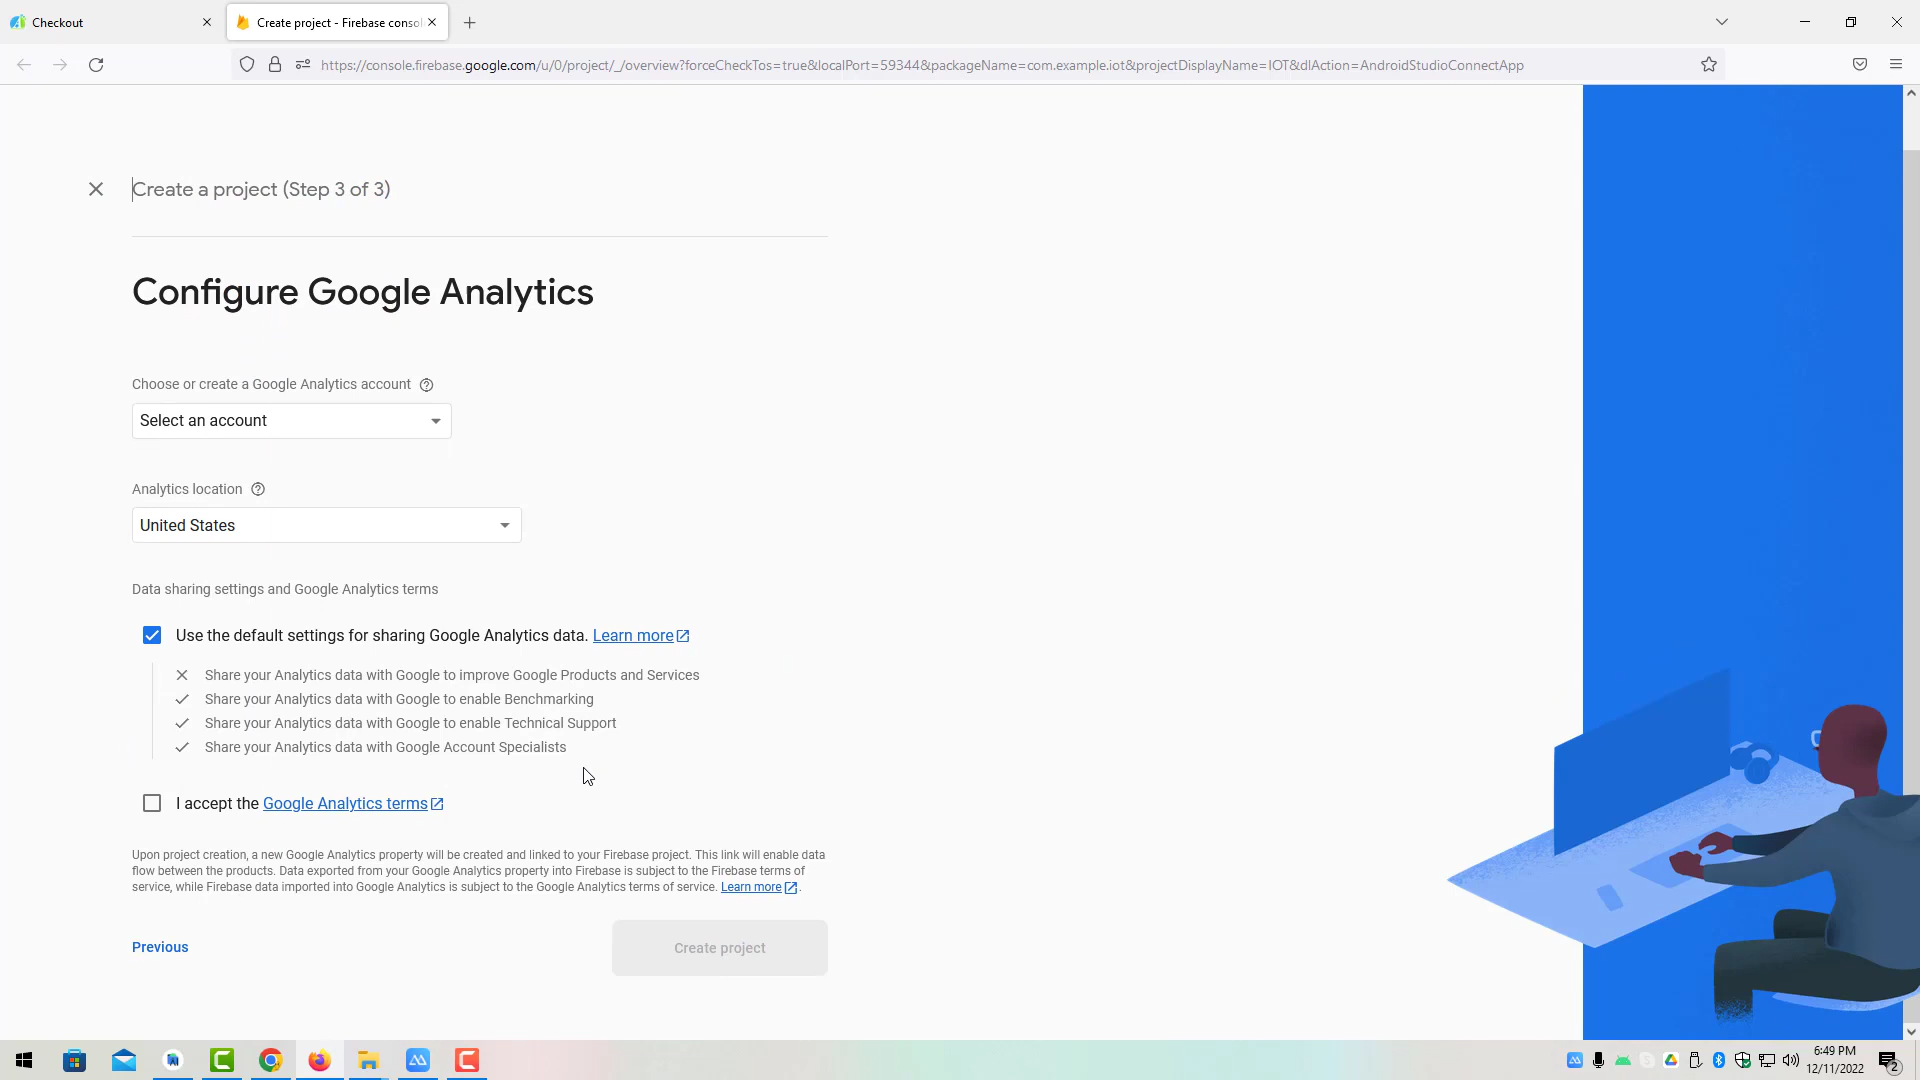 Checkout
Create project - Firebase conso
https://console.firebase.google.com/u/0/project/_/overview?forceCheckTos=true&localPort=59344&packageName=com.example.iot&projectDisplayName=IOT&dlAction=AndroidStudioConnectApp
Create a project (Step 3 of 3)
Configure Google Analytics
Choose or create a Google Analytics account
Select an account
Analytics location
United States
Data sharing settings and Google Analytics terms
Use the default settings for sharing Google Analytics data. Learn more
Share your Analytics data with Google to improve Google Products and Services
Share your Analytics data with Google to enable Benchmarking
Share your Analytics data with Google to enable Technical Support
Share your Analytics data with Google Account Specialists
I accept the Google Analytics terms
Upon project creation, a new Google Analytics property will be created and linked to your Firebase project. This link will enable data
flow between the products. Data exported from your Google Analytics property into Firebase is subject to the Firebase terms of
service, while Firebase data imported into Google Analytics is subject to the Google Analytics terms of service. Learn more.
Previous
Create project
6:49 PM
12/11/2022
2